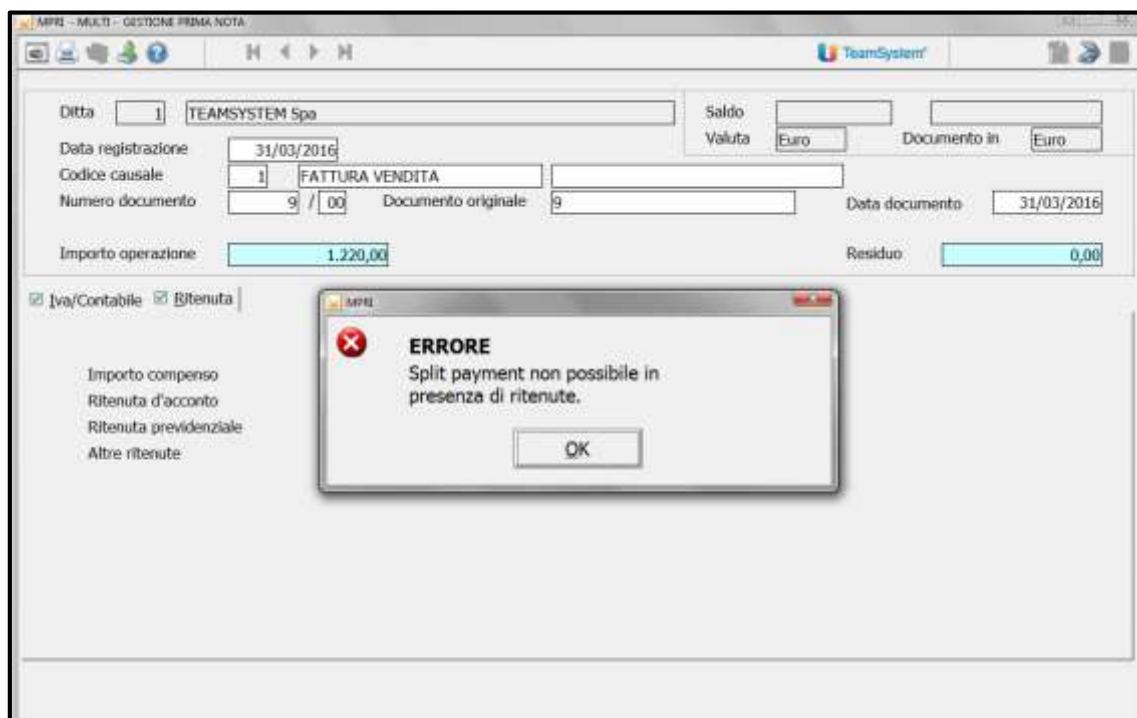 MPRI - MULTI - GESTIONE PRIMA NOTA
TeamSystem®
Ditta 1 TEAMSYSTEM Spa
Saldo
Valuta Euro Documento in Euro
Data registrazione 31/03/2016
Codice causale 1 FATTURA VENDITA
Numero documento 9 / 00 Documento originale 9 Data documento 31/03/2016
Importo operazione 1.220,00 Residuo 0,00
Iva/Contabile Ritenuta
MPRI
ERRORE
Split payment non possibile in
presenza di ritenute.
OK
Importo compenso
Ritenuta d'acconto
Ritenuta previdenziale
Altre ritenute